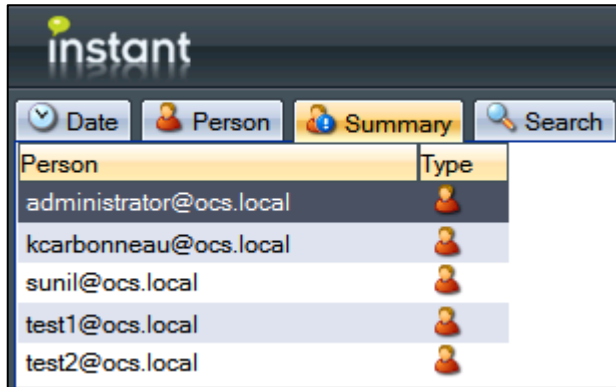 instant
Date Person Summary Search
Person Type
administrator@ocs.local
kcarbonneau@ocs.local
sunil@ocs.local
test1@ocs.local
test2@ocs.local